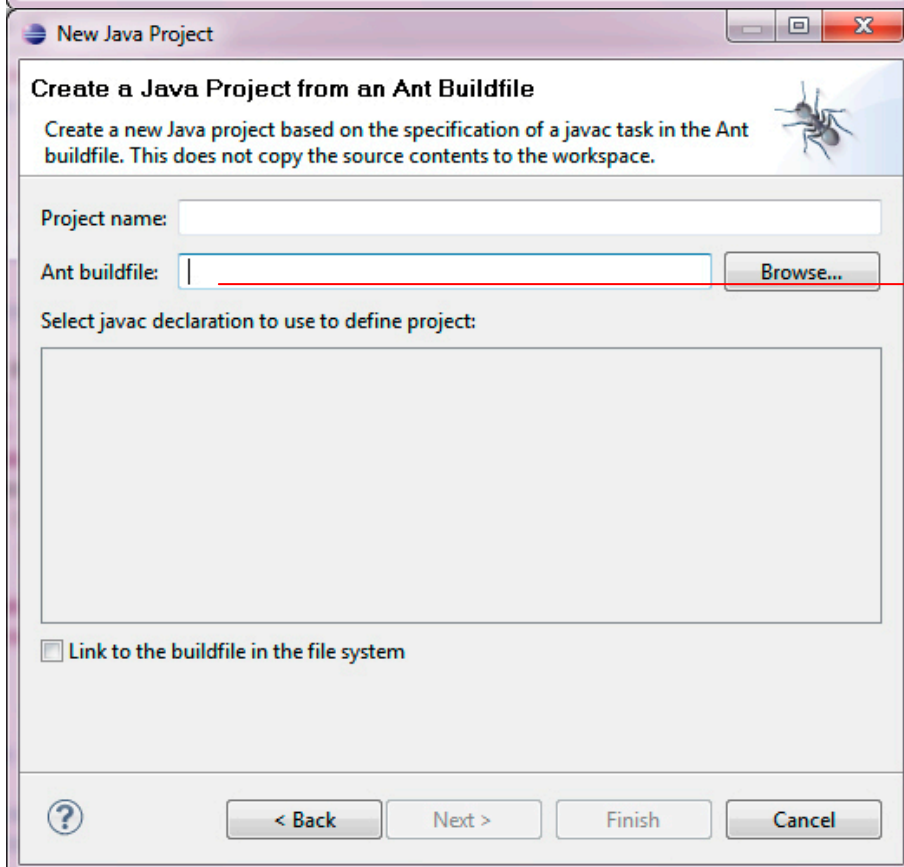 New Java Project
Create a Java Project from an Ant Buildfile
Create a new Java project based on the specification of a javac task in the Ant
buildfile. This does not copy the source contents to the workspace.
Project name:
Ant buildfile:
Browse...
Select javac declaration to use to define project:
Link to the buildfile in the file system
?
< Back
Next >
Finish
Cancel